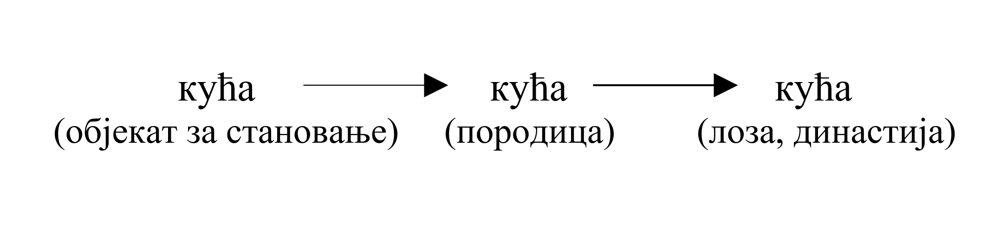 кућа кућа кућа
(објекат за становање) (породица) (лоза, династија)